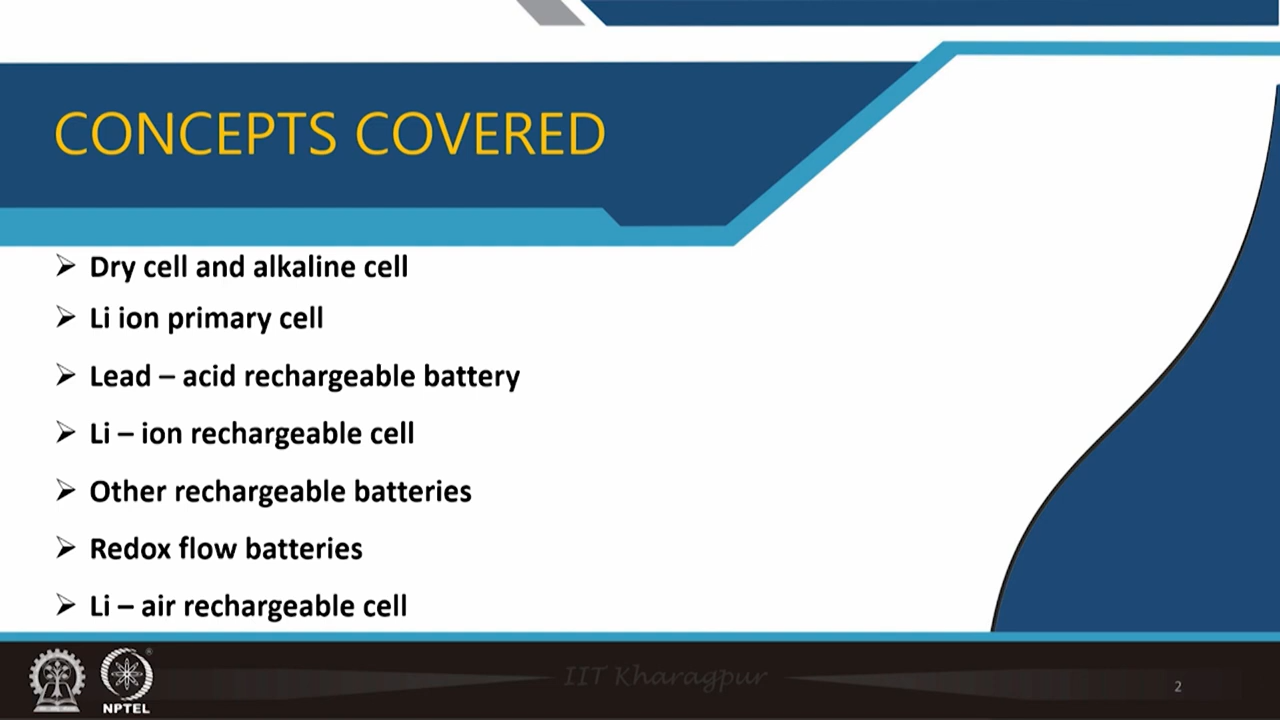 CONCEPTS COVERED
➢ Dry cell and alkaline cell
➢ Li ion primary cell
➢ Lead – acid rechargeable battery
➢ Li – ion rechargeable cell
➢ Other rechargeable batteries
➢ Redox flow batteries
➢ Li – air rechargeable cell
IIT Kharagpur
NPTEL
2